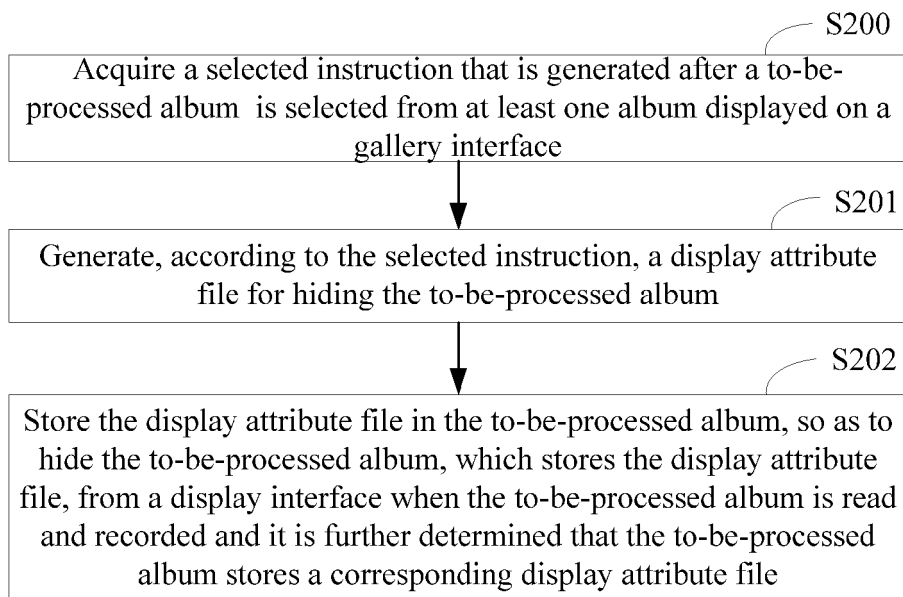 S200
Acquire a selected instruction that is generated after a to-be-
processed album is selected from at least one album displayed on a
gallery interface
S201
Generate, according to the selected instruction, a display attribute
file for hiding the to-be-processed album
S202
Store the display attribute file in the to-be-processed album, so as to
hide the to-be-processed album, which stores the display attribute
file, from a display interface when the to-be-processed album is read
and recorded and it is further determined that the to-be-processed
album stores a corresponding display attribute file